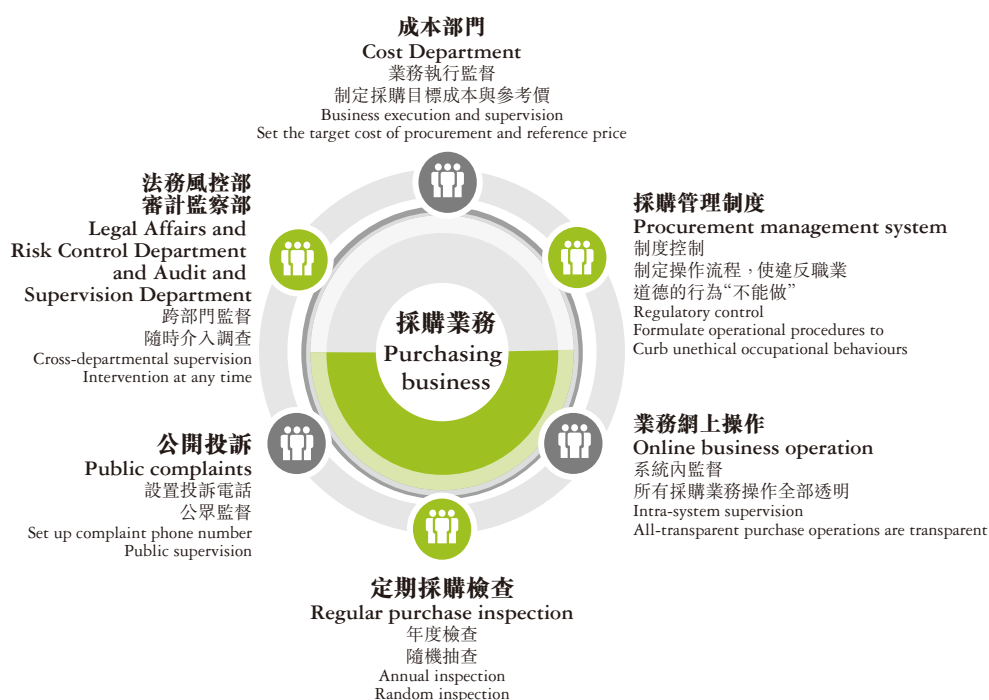 成本部門
Cost Department
業務執行監督
制定採購目標成本與參考價
Business execution and supervision
Set the target cost of procurement and reference price
法務風控部
審計監察部
Legal Affairs and
Risk Control Department
and Audit and
Supervision Department
跨部門監督
隨時介入調查
Cross-departmental supervision
Intervention at any time
採購管理制度
Procurement management system
制度控制
制定操作流程，使違反職業
道德的行為“不能做”
Regulatory control
Formulate operational procedures to
Curb unethical occupational behaviours
採購業務
Purchasing
business
公開投訴
Public complaints
設置投訴電話
公眾監督
Set up complaint phone number
Public supervision
業務網上操作
Online business operation
系統內監督
所有採購業務操作全部透明
Intra-system supervision
All-transparent purchase operations are transparent
定期採購檢查
Regular purchase inspection
年度檢查
隨機抽查
Annual inspection
Random inspection